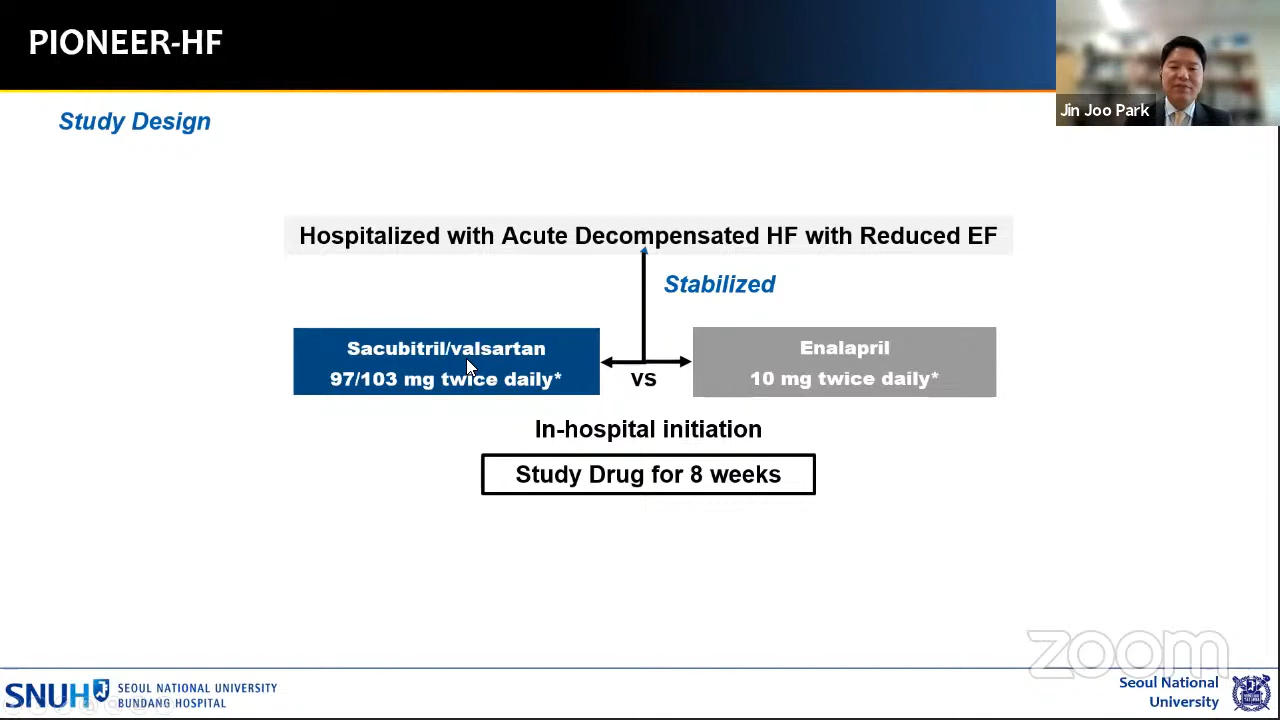 PIONEER-HF
Jin Joo Park
Study Design
Hospitalized with Acute Decompensated HF with Reduced EF
Stabilized
Sacubitril/valsartan
97/103 mg twice daily*
vs
Enalapril
10 mg twice daily*
In-hospital initiation
Study Drug for 8 weeks
zoom
SNUH
SEOUL NATIONAL UNIVERSITY
BUNDANG HOSPITAL
Seoul National
University